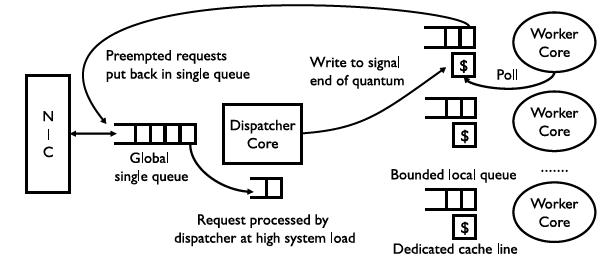 Preempted requests
put back in single queue
Write to signal
end of quantum
$
Poll
Worker
Core
N
I
C
Global
single queue
Dispatcher
Core
$
Worker
Core
Bounded local queue
.......
Request processed by
dispatcher at high system load
$
Worker
Core
Dedicated cache line